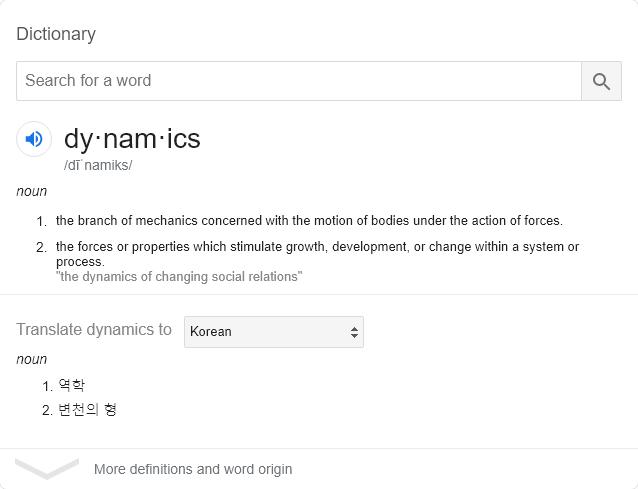 Dictionary
Search for a word
dy·nam·ics
/dīˈnamiks/
noun
1. the branch of mechanics concerned with the motion of bodies under the action of forces.
2. the forces or properties which stimulate growth, development, or change within a system or
process.
"the dynamics of changing social relations"
Translate dynamics to Korean
noun
1. 역학
2. 변천의 형
More definitions and word origin